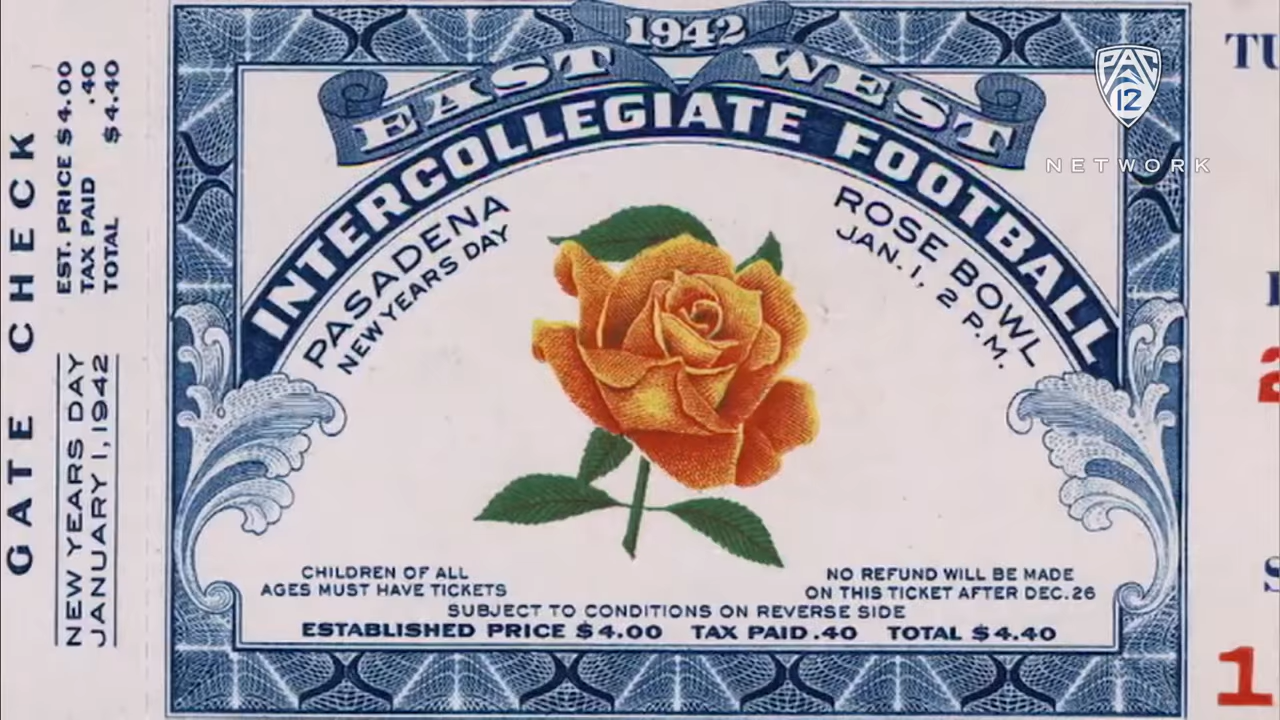 GATE CHECK
NEW YEARS DAY
JANUARY 1, 1942
EST. PRICE $4.00
TAX PAID .40
TOTAL $4.40
1942
EAST WEST
INTERCOLLEGIATE FOOTBALL
PASADENA
NEW YEARS DAY
ROSE BOWL
JAN. 1, 2 P.M.
CHILDREN OF ALL
AGES MUST HAVE TICKETS
NO REFUND WILL BE MADE
ON THIS TICKET AFTER DEC. 26
SUBJECT TO CONDITIONS ON REVERSE SIDE
ESTABLISHED PRICE $4.00 TAX PAID .40 TOTAL $4.40
PAC
12
NETWORK
TU
1